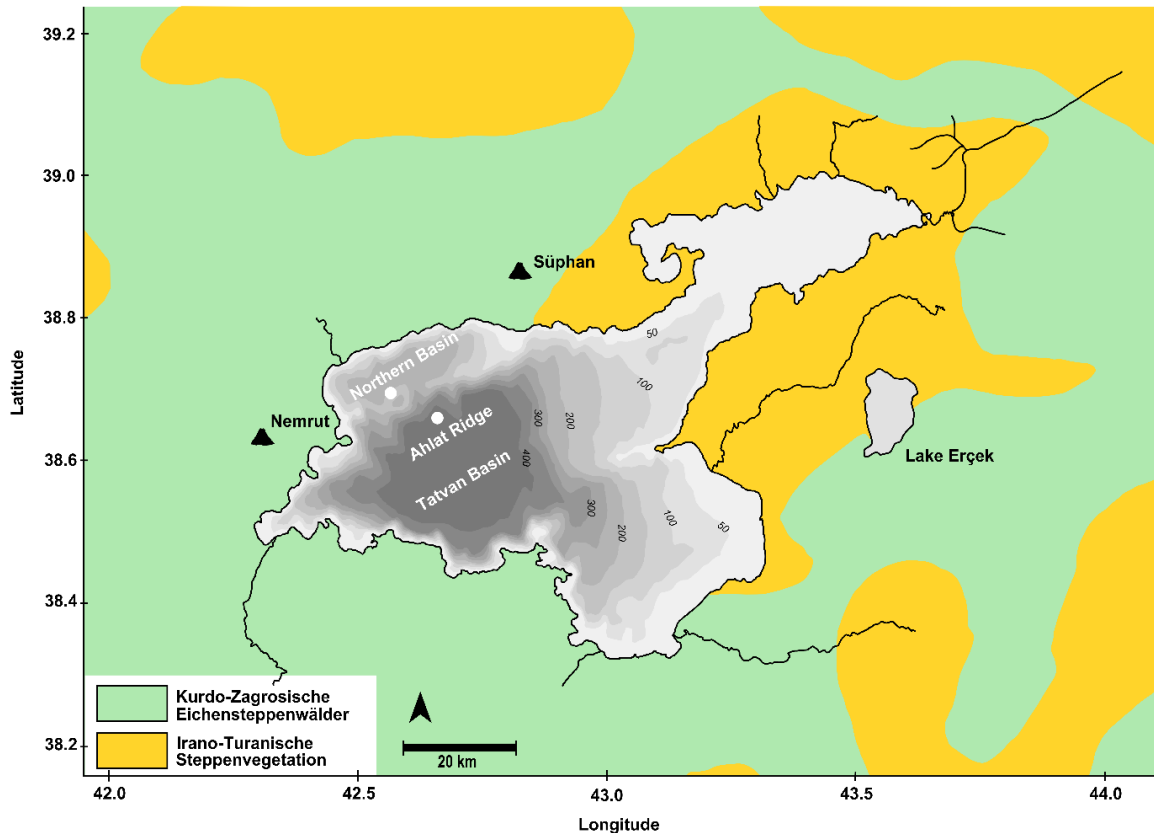 39.2
39.0
38.8
38.6
38.4
38.2
Latitude
Süphan
50
Northern Basin
100
Nemrut
Ahlat Ridge
300
200
Lake Erçek
400
Tatvan Basin
300
200
100
50
Kurdo-Zagrosische
Eichensteppenwälder
Irano-Turanische
Steppenvegetation
20 km
42.0
42.5
43.0
43.5
44.0
Longitude